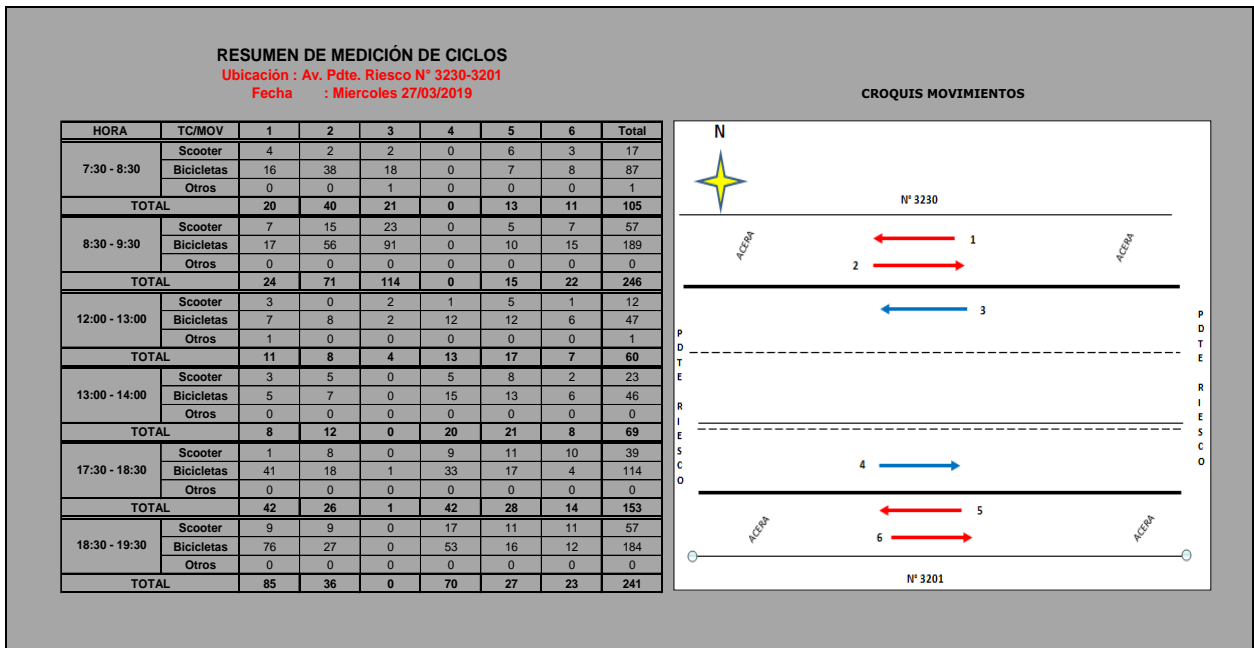 RESUMEN DE MEDICIÓN DE CICLOS
Ubicación : Av. Pdte. Riesco N° 3230-3201
Fecha : Miercoles 27/03/2019
HORA TC/MOV 1 2 3 4 5 6 Total
7:30 - 8:30
Scooter 4 2 2 0 6 3 17
Bicicletas 16 38 18 0 7 8 87
Otros 0 0 1 0 0 0 1
TOTAL 20 40 21 0 13 11 105
8:30 - 9:30
Scooter 7 15 23 0 5 7 57
Bicicletas 17 56 91 0 10 15 189
Otros 0 0 0 0 0 0 0
TOTAL 24 71 114 0 15 22 246
12:00 - 13:00
Scooter 3 0 2 1 5 1 12
Bicicletas 7 8 2 12 12 6 47
Otros 1 0 0 0 0 0 1
TOTAL 11 8 4 13 17 7 60
13:00 - 14:00
Scooter 3 5 0 5 8 2 23
Bicicletas 5 7 0 15 13 6 46
Otros 0 0 0 0 0 0 0
TOTAL 8 12 0 20 21 8 69
17:30 - 18:30
Scooter 1 8 0 9 11 10 39
Bicicletas 41 18 1 33 17 4 114
Otros 0 0 0 0 0 0 0
TOTAL 42 26 1 42 28 14 153
18:30 - 19:30
Scooter 9 9 0 17 11 11 57
Bicicletas 76 27 0 53 16 12 184
Otros 0 0 0 0 0 0 0
TOTAL 85 36 0 70 27 23 241
CROQUIS MOVIMIENTOS
N
N° 3230
ACERA
ACERA
1
2
3
PDTE RIESCO
PDTE RIESCO
4
5
6
ACERA
ACERA
N° 3201